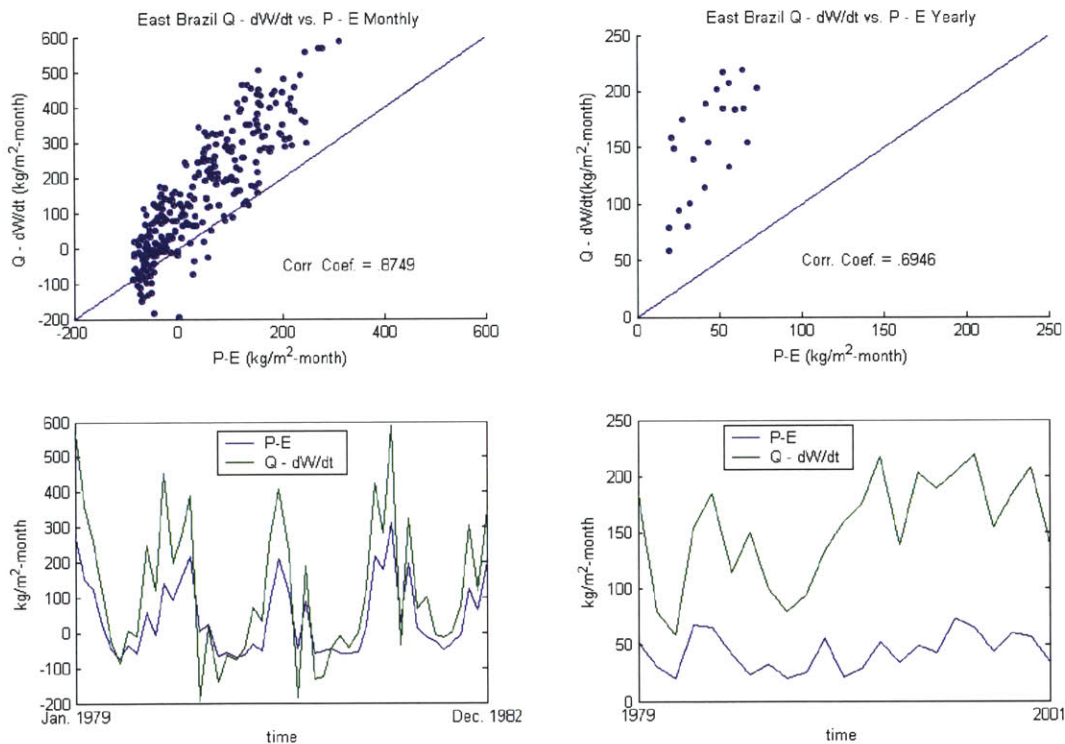 East Brazil Q - dW/dt vs. P - E Monthly
600
500
400
300
200
100
0
-100
-200
Q - dW/dt (kg/m²-month)
Corr. Coef. = .8749
-200
0
200
400
600
P-E (kg/m²-month)
East Brazil Q - dW/dt vs. P - E Yearly
250
200
150
100
50
0
Q - dW/dt(kg/m²-month)
Corr. Coef. = .6946
0
50
100
150
200
250
P-E (kg/m²-month)
600
500
400
300
200
100
0
-100
-200
kg/m²-month
P-E
Q - dW/dt
Jan. 1979
Dec. 1982
time
250
200
150
100
50
0
kg/m²-month
P-E
Q - dW/dt
1979
2001
time